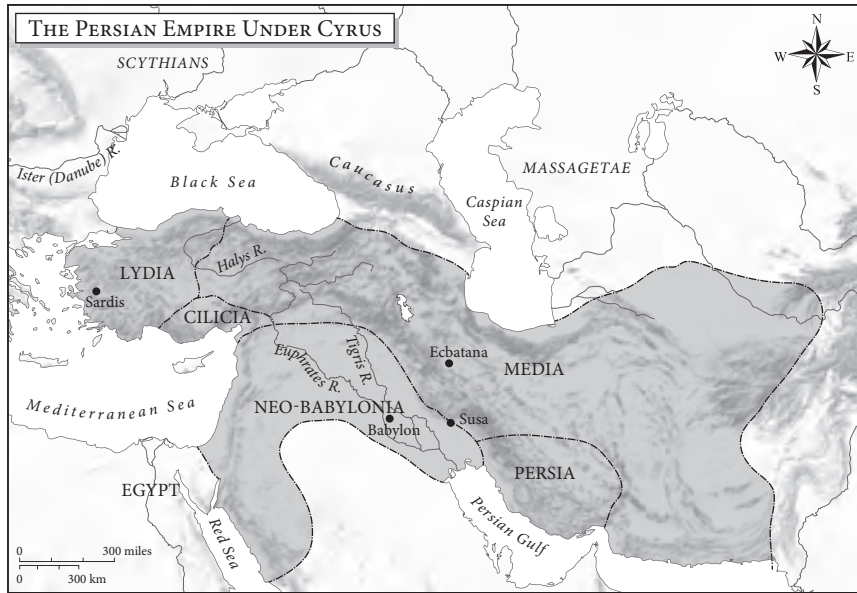 THE PERSIAN EMPIRE UNDER CYRUS
N
W E
S
SCYTHIANS
Ister (Danube) R.
Black Sea
Caucasus
Caspian
Sea
MASSAGETAE
LYDIA
Halys R.
Sardis
CILICIA
Ecbatana
MEDIA
Tigris R.
Euphrates R.
Mediterranean Sea
NEO-BABYLONIA
Babylon
Susa
PERSIA
EGYPT
Red Sea
Persian Gulf
0 300 miles
0 300 km